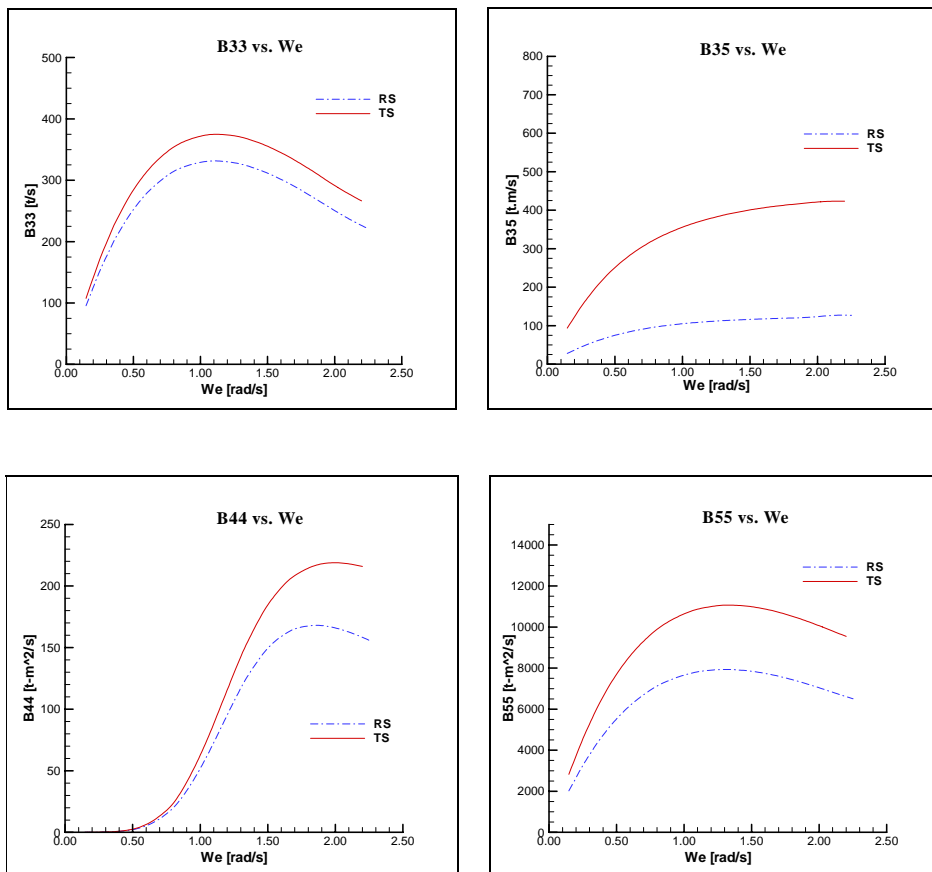 B33 vs. We
500
400
300
200
100
0
B33 [t/s]
RS
TS
0.00 0.50 1.00 1.50 2.00 2.50
We [rad/s]
B35 vs. We
800
700
600
500
400
300
200
100
0
B35 [t.m/s]
RS
TS
0.00 0.50 1.00 1.50 2.00 2.50
We [rad/s]
B44 vs. We
250
200
150
100
50
0
B44 [t-m^2/s]
RS
TS
0.00 0.50 1.00 1.50 2.00 2.50
We [rad/s]
B55 vs. We
14000
12000
10000
8000
6000
4000
2000
0
B55 [t-m^2/s]
RS
TS
0.00 0.50 1.00 1.50 2.00 2.50
We [rad/s]